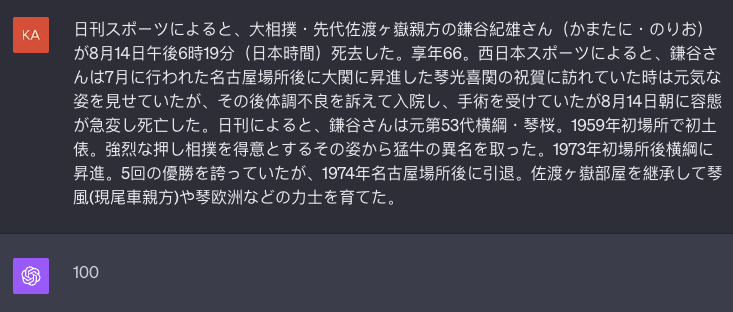 KA
日刊スポーツによると、大相撲・先代佐渡ヶ嶽親方の鎌谷紀雄さん（かまたに・のりお）
が8月14日午後6時19分（日本時間）死去した。享年66。西日本スポーツによると、鎌谷さ
んは7月に行われた名古屋場所後に大関に昇進した琴光喜関の祝賀に訪れていた時は元気な
姿を見せていたが、その後体調不良を訴えて入院し、手術を受けていたが8月14日朝に容態
が急変し死亡した。日刊によると、鎌谷さんは元第53代横綱・琴桜。1959年初場所で初土
俵。強烈な押し相撲を得意とするその姿から猛牛の異名を取った。1973年初場所後横綱に
昇進。5回の優勝を誇っていたが、1974年名古屋場所後に引退。佐渡ヶ嶽部屋を継承して琴
風(現尾車親方)や琴欧洲などの力士を育てた。
100